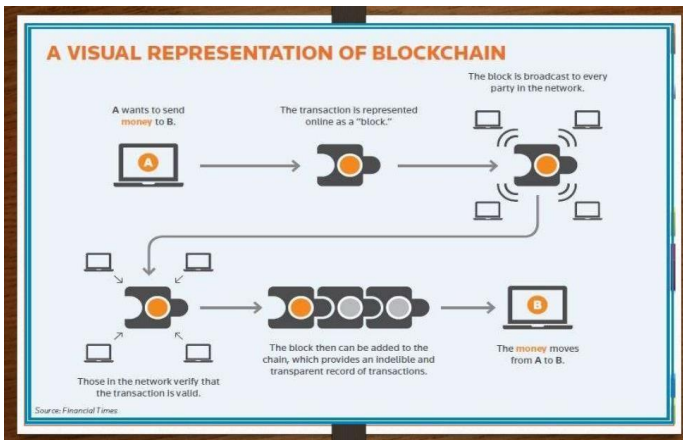 A VISUAL REPRESENTATION OF BLOCKCHAIN
A wants to send
money to B.
A
The transaction is represented
online as a "block."
The block is broadcast to every
party in the network.
Those in the network verify that
the transaction is valid.
The block then can be added to the
chain, which provides an indelible and
transparent record of transactions.
B
The money moves
from A to B.
Source: Financial Times